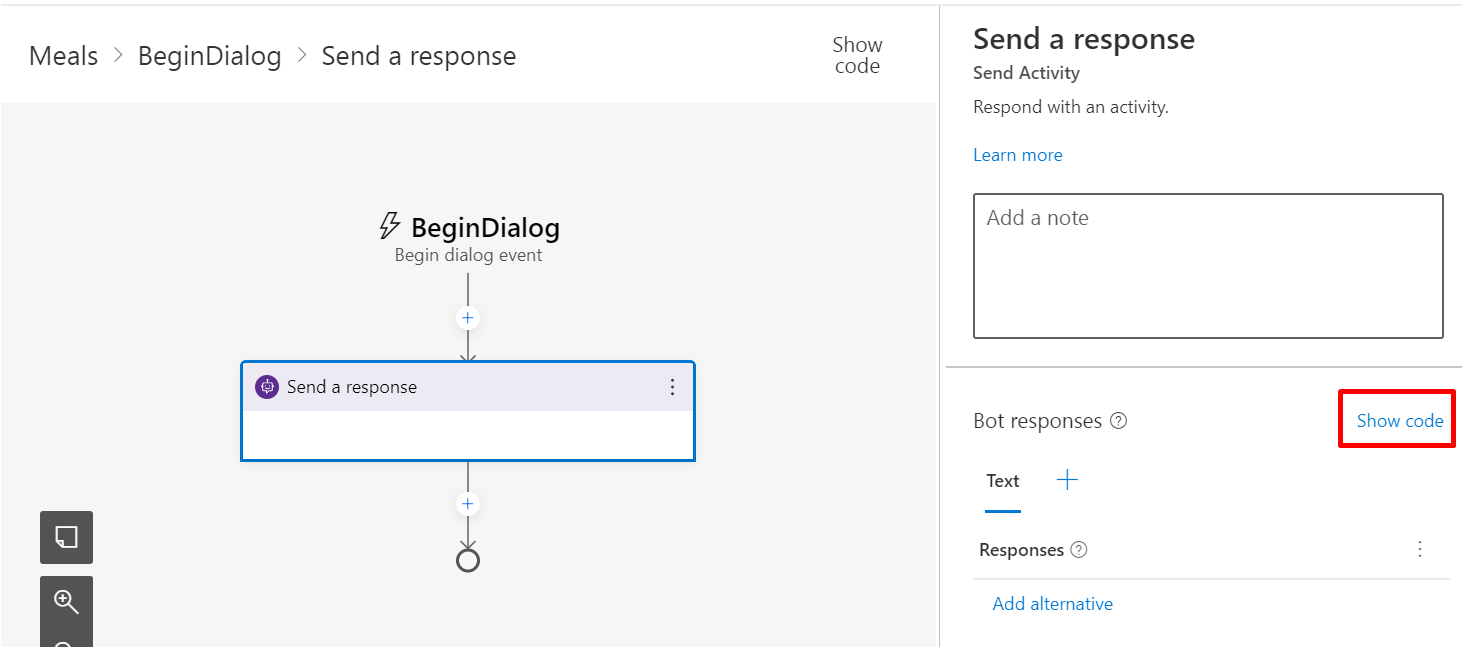 Meals > BeginDialog > Send a response
Show
code
BeginDialog
Begin dialog event
Send a response
Send a response
Send Activity
Respond with an activity.
Learn more
Add a note
Bot responses
Show code
Text
Responses
Add alternative